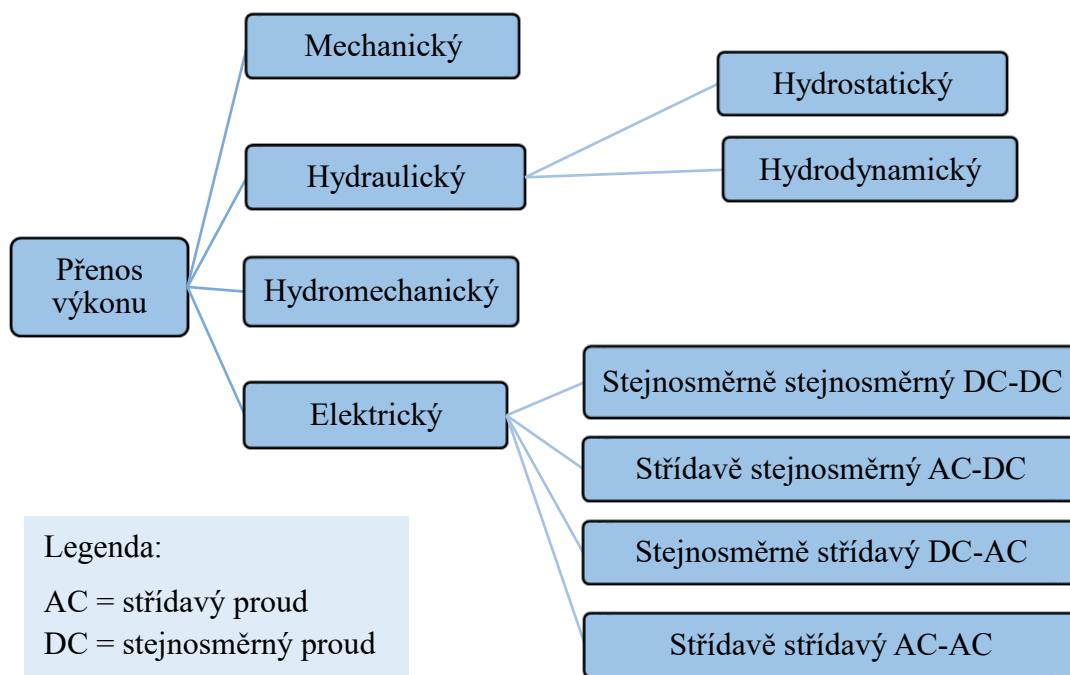 Mechanický
Hydrostatický
Hydraulický
Hydrodynamický
Přenos
výkonu
Hydromechanický
Elektrický
Stejnosměrně stejnosměrný DC-DC
Střídavě stejnosměrný AC-DC
Stejnosměrně střídavý DC-AC
Střídavě střídavý AC-AC
Legenda:
AC = střídavý proud
DC = stejnosměrný proud